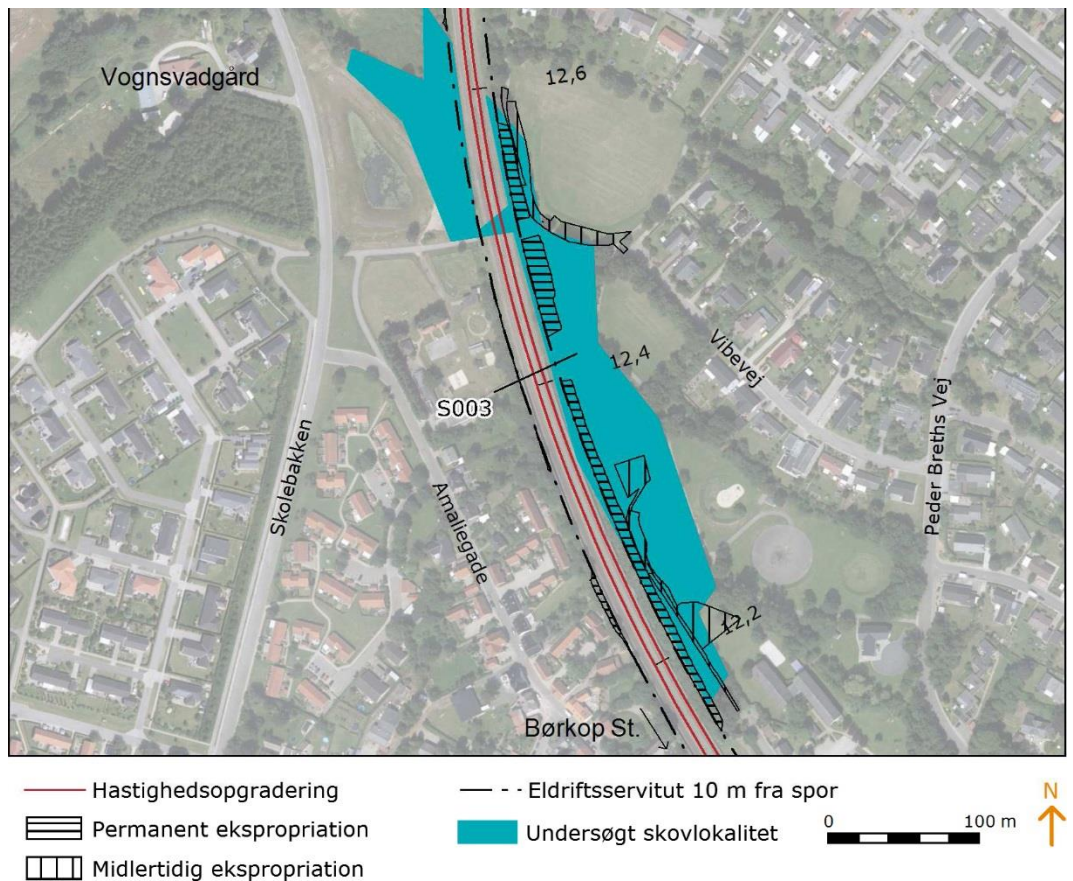 Vognsvadgård
12,6
12,4
Vibevej
S003
Skolebakken
Amaliegade
Peder Breths Vej
12,2
Børkop St.
Hastighedsopgradering
Eldriftsservitut 10 m fra spor
Permanent ekspropriation
Undersøgt skovlokalitet
0 100 m
N
Midlertidig ekspropriation